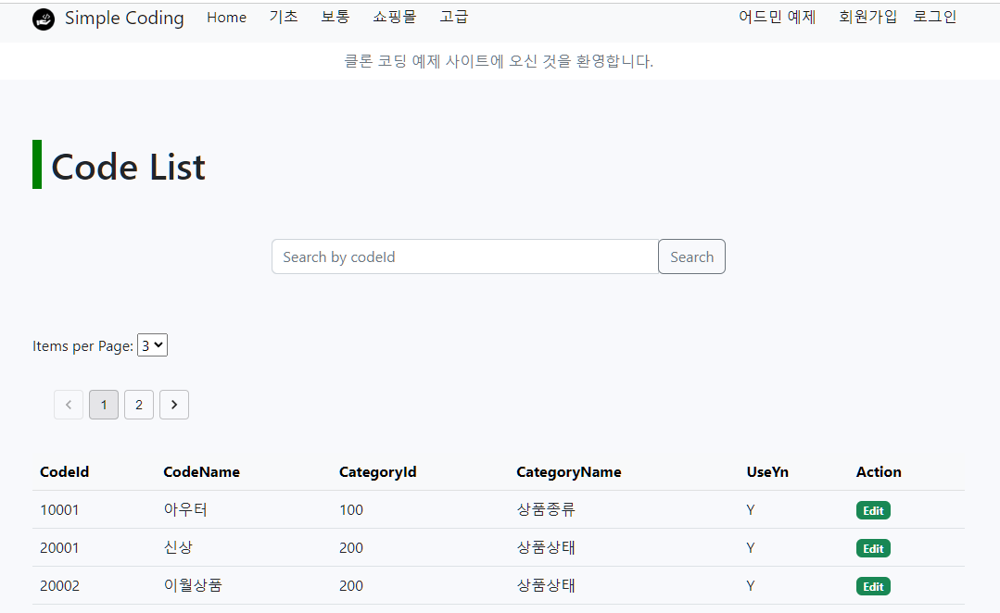 Simple Coding Home 기초 보통 쇼핑몰 고급 어드민 예제 회원가입 로그인
클론 코딩 예제 사이트에 오신 것을 환영합니다.
Code List
Search by codeId Search
Items per Page: 3
1 2
CodeId CodeName CategoryId CategoryName UseYn Action
10001 아우터 100 상품종류 Y Edit
20001 신상 200 상품상태 Y Edit
20002 이월상품 200 상품상태 Y Edit